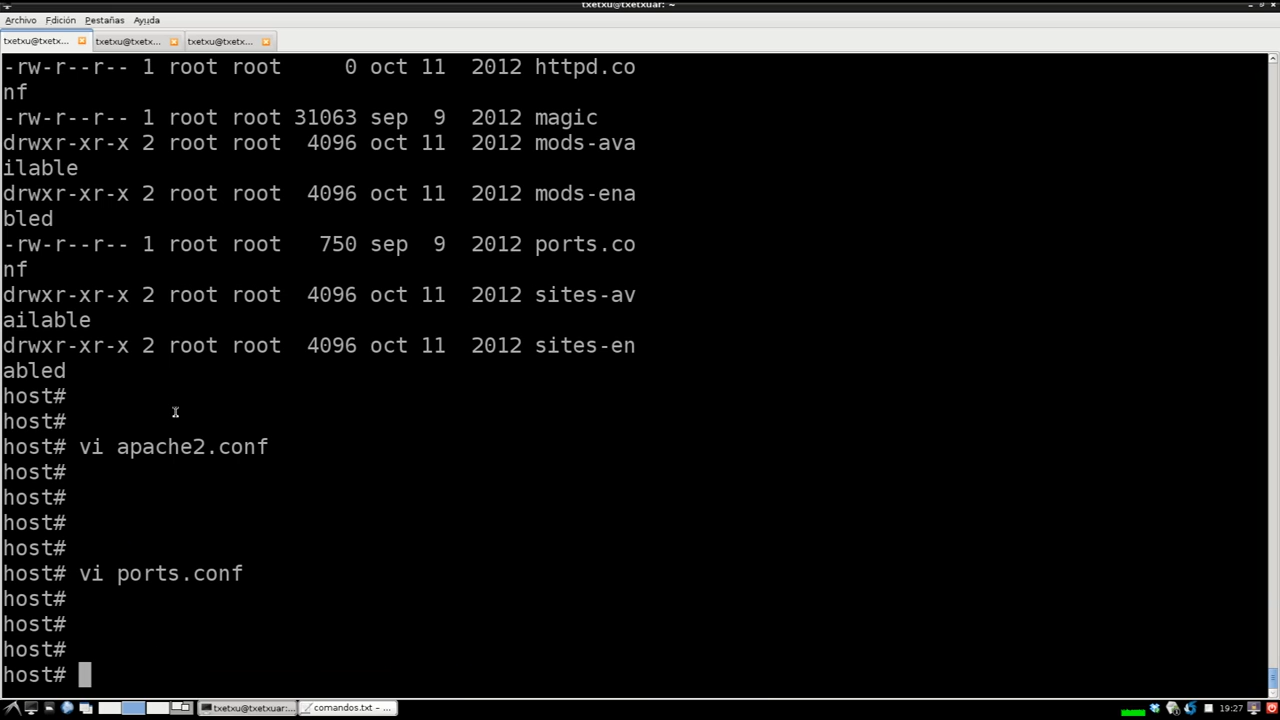 txetxu@txetxuar: ~
Archivo Edición Pestañas Ayuda
txetxu@txetx... txetxu@txetx... txetxu@txetx...
-rw-r--r-- 1 root root     0 oct 11  2012 httpd.co
nf
-rw-r--r-- 1 root root 31063 sep  9  2012 magic
drwxr-xr-x 2 root root  4096 oct 11  2012 mods-ava
ilable
drwxr-xr-x 2 root root  4096 oct 11  2012 mods-ena
bled
-rw-r--r-- 1 root root   750 sep  9  2012 ports.co
nf
drwxr-xr-x 2 root root  4096 oct 11  2012 sites-av
ailable
drwxr-xr-x 2 root root  4096 oct 11  2012 sites-en
abled
host#
host#
host# vi apache2.conf
host#
host#
host#
host#
host# vi ports.conf
host#
host#
host#
host#
txetxu@txetxuar:... comandos.txt - ... 19:27